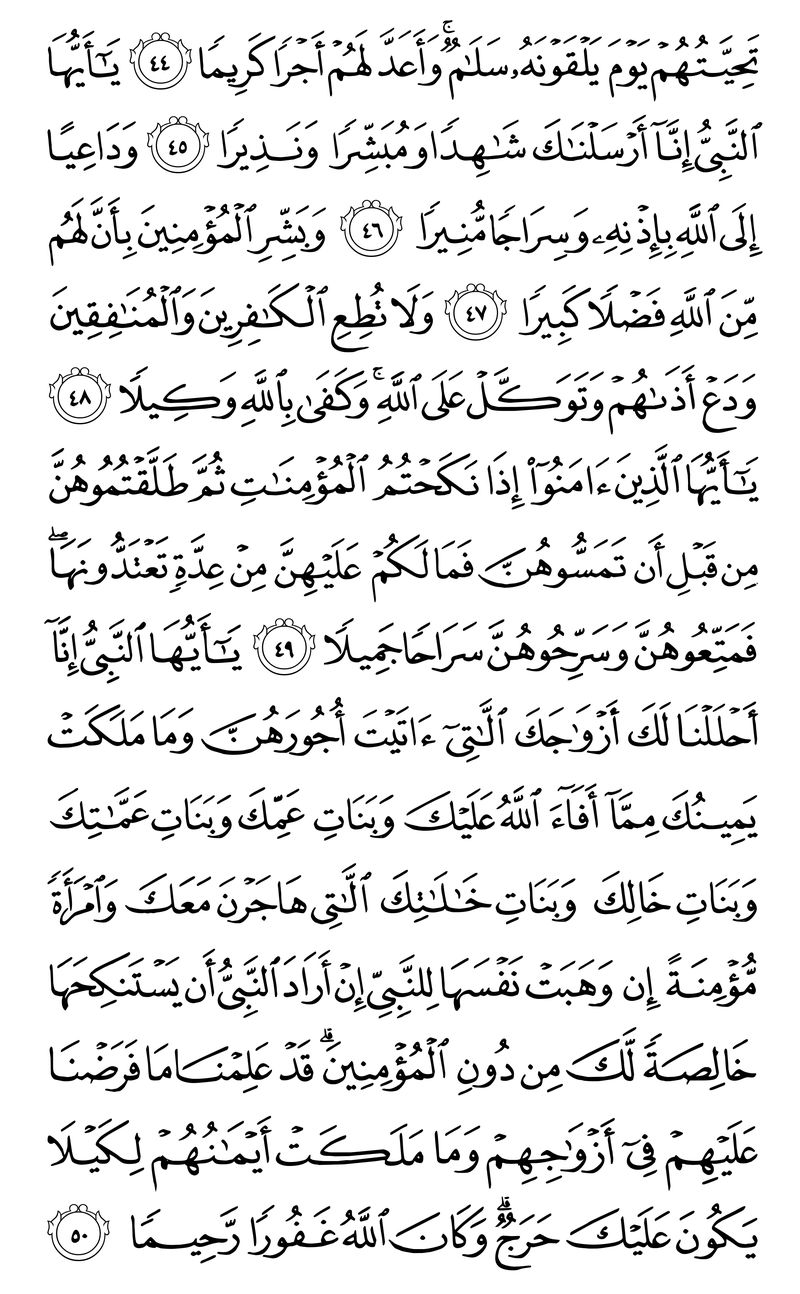 تَحِيَّتُهُمْ يَوْمَ يَلْقَوْنَهُۥ سَلَٰمٌۭ ۚ وَأَعَدَّ لَهُمْ أَجْرًا كَرِيمًا ٤٤ يَٰٓأَيُّهَا
ٱلنَّبِىُّ إِنَّآ أَرْسَلْنَٰكَ شَٰهِدًا وَمُبَشِّرًا وَنَذِيرًا ٤٥ وَدَاعِيًا
إِلَى ٱللَّهِ بِإِذْنِهِۦ وَسِرَاجًا مُّنِيرًا ٤٦ وَبَشِّرِ ٱلْمُؤْمِنِينَ بِأَنَّ لَهُم
مِّنَ ٱللَّهِ فَضْلًا كَبِيرًا ٤٧ وَلَا تُطِعِ ٱلْكَٰفِرِينَ وَٱلْمُنَٰفِقِينَ
وَدَعْ أَذَىٰهُمْ وَتَوَكَّلْ عَلَى ٱللَّهِ ۚ وَكَفَىٰ بِٱللَّهِ وَكِيلًا ٤٨
يَٰٓأَيُّهَا ٱلَّذِينَ ءَامَنُوٓا۟ إِذَا نَكَحْتُمُ ٱلْمُؤْمِنَٰتِ ثُمَّ طَلَّقْتُمُوهُنَّ
مِن قَبْلِ أَن تَمَسُّوهُنَّ فَمَا لَكُمْ عَلَيْهِنَّ مِنْ عِدَّةٍ تَعْتَدُّونَهَا ۖ
فَمَتِّعُوهُنَّ وَسَرِّحُوهُنَّ سَرَاحًا جَمِيلًا ٤٩ يَٰٓأَيُّهَا ٱلنَّبِىُّ إِنَّآ
أَحْلَلْنَا لَكَ أَزْوَٰجَكَ ٱلَّٰتِىٓ ءَاتَيْتَ أُجُورَهُنَّ وَمَا مَلَكَتْ
يَمِينُكَ مِمَّآ أَفَآءَ ٱللَّهُ عَلَيْكَ وَبَنَاتِ عَمِّكَ وَبَنَاتِ عَمَّٰتِكَ
وَبَنَاتِ خَالِكَ وَبَنَاتِ خَٰلَٰتِكَ ٱلَّٰتِى هَاجَرْنَ مَعَكَ وَٱمْرَأَةً
مُّؤْمِنَةً إِن وَهَبَتْ نَفْسَهَا لِلنَّبِىِّ إِنْ أَرَادَ ٱلنَّبِىُّ أَن يَسْتَنكِحَهَا
خَالِصَةً لَّكَ مِن دُونِ ٱلْمُؤْمِنِينَ ۗ قَدْ عَلِمْنَا مَا فَرَضْنَا
عَلَيْهِمْ فِىٓ أَزْوَٰجِهِمْ وَمَا مَلَكَتْ أَيْمَٰنُهُمْ لِكَيْلَا
يَكُونَ عَلَيْكَ حَرَجٌۭ ۗ وَكَانَ ٱللَّهُ غَفُورًا رَّحِيمًا ٥٠